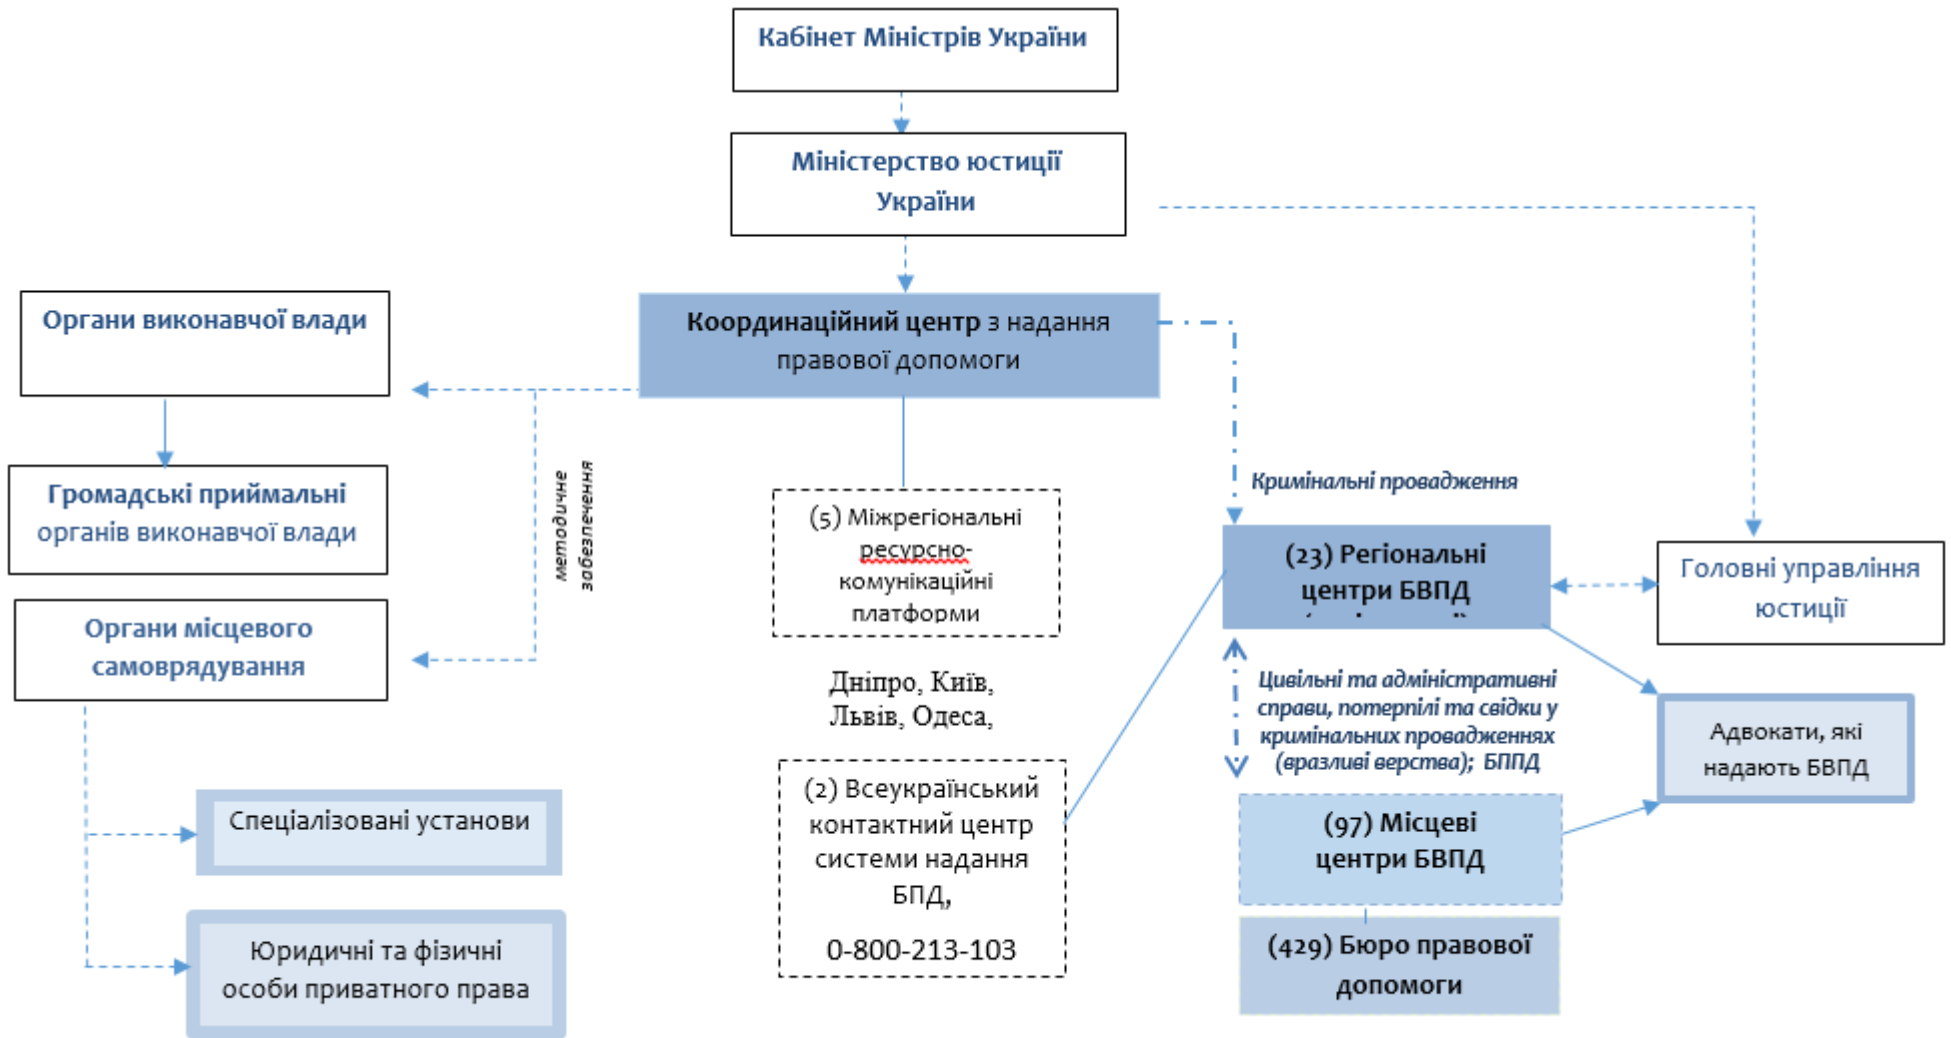 Кабінет Міністрів України
Міністерство юстиції
України
Органи виконавчої влади
Координаційний центр з надання
правової допомоги
Громадські приймальні
органів виконавчої влади
методичне
забезпечення
(5) Міжрегіональні
ресурсно-
комунікаційні
платформи
Кримінальні провадження
(23) Регіональні
центри БВПД
Головні управління
юстиції
Органи місцевого
самоврядування
Дніпро, Київ,
Львів, Одеса,
Цивільні та адміністративні
справи, потерпілі та свідки у
кримінальних провадженнях
(вразливі верства); БППД
Адвокати, які
надають БВПД
Спеціалізовані установи
(2) Всеукраїнський
контактний центр
системи надання
БПД,
0-800-213-103
(97) Місцеві
центри БВПД
Юридичні та фізичні
особи приватного права
(429) Бюро правової
допомоги